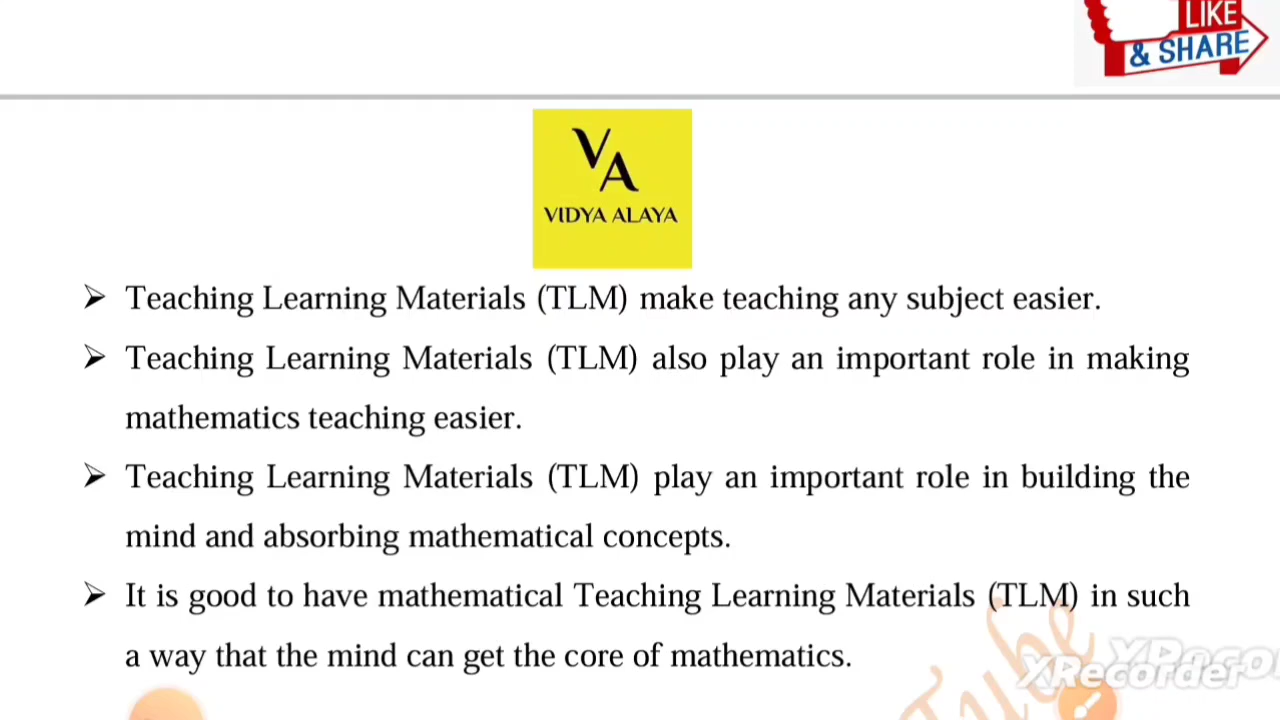 LIKE
& SHARE
VA
VIDYA ALAYA
➢ Teaching Learning Materials (TLM) make teaching any subject easier.
➢ Teaching Learning Materials (TLM) also play an important role in making
mathematics teaching easier.
➢ Teaching Learning Materials (TLM) play an important role in building the
mind and absorbing mathematical concepts.
➢ It is good to have mathematical Teaching Learning Materials (TLM) in such
a way that the mind can get the core of mathematics.
Tube
XRecorder
XRecorder